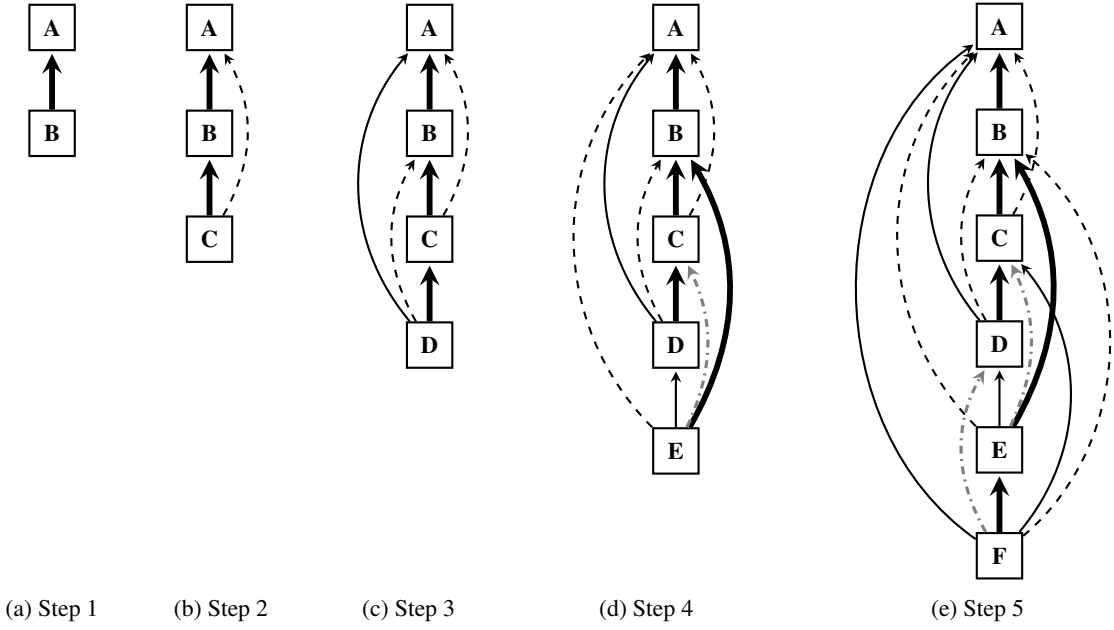 A A A A A
B B B B B
C C C C
D D D
E E
F
(a) Step 1 (b) Step 2 (c) Step 3 (d) Step 4 (e) Step 5